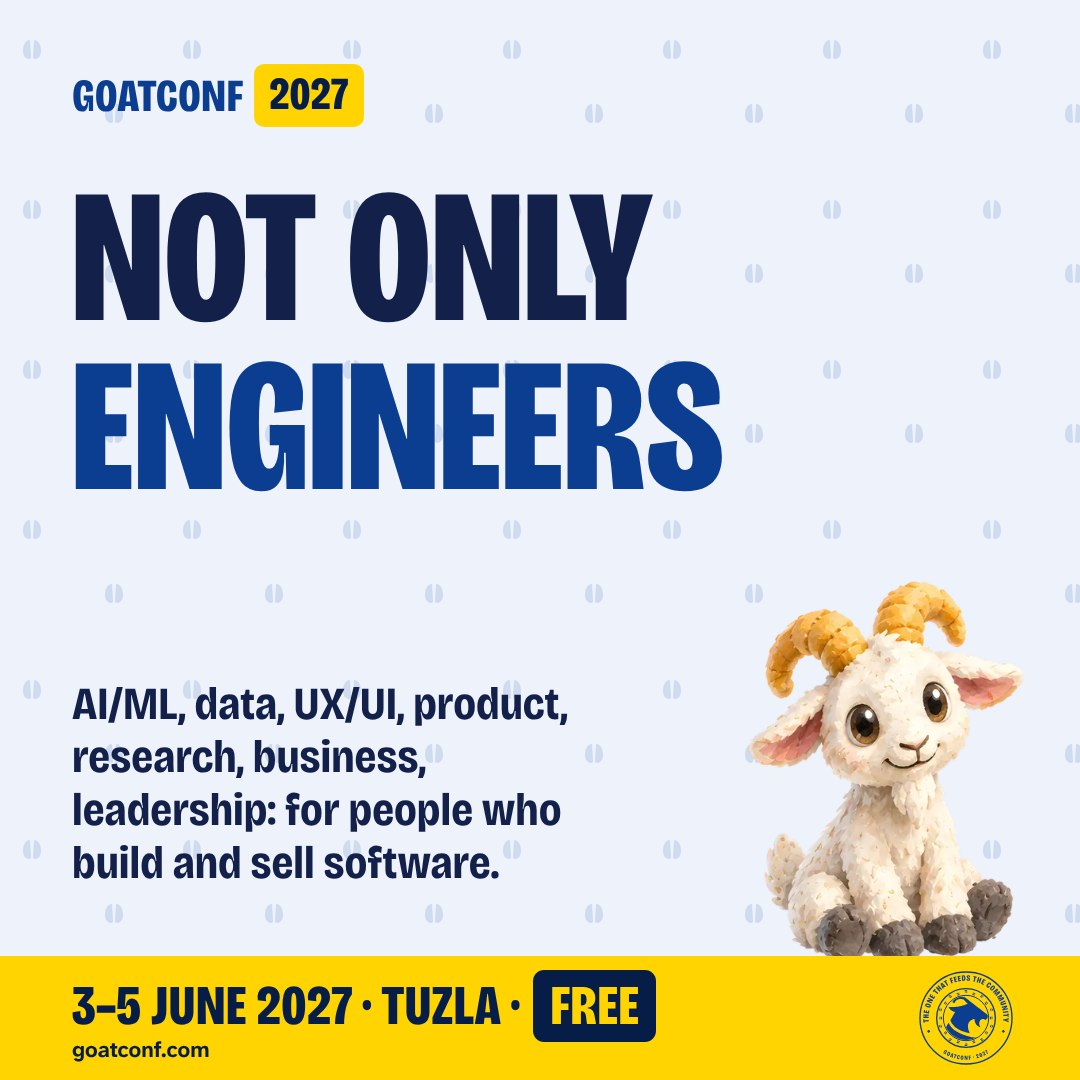 GOATCONF 2027
NOT ONLY
ENGINEERS
AI/ML, data, UX/UI, product,
research, business,
leadership: for people who
build and sell software.
3–5 JUNE 2027 · TUZLA · FREE
goatconf.com
THE ONE THAT FEEDS THE COMMUNITY
GOATCONF · 2027